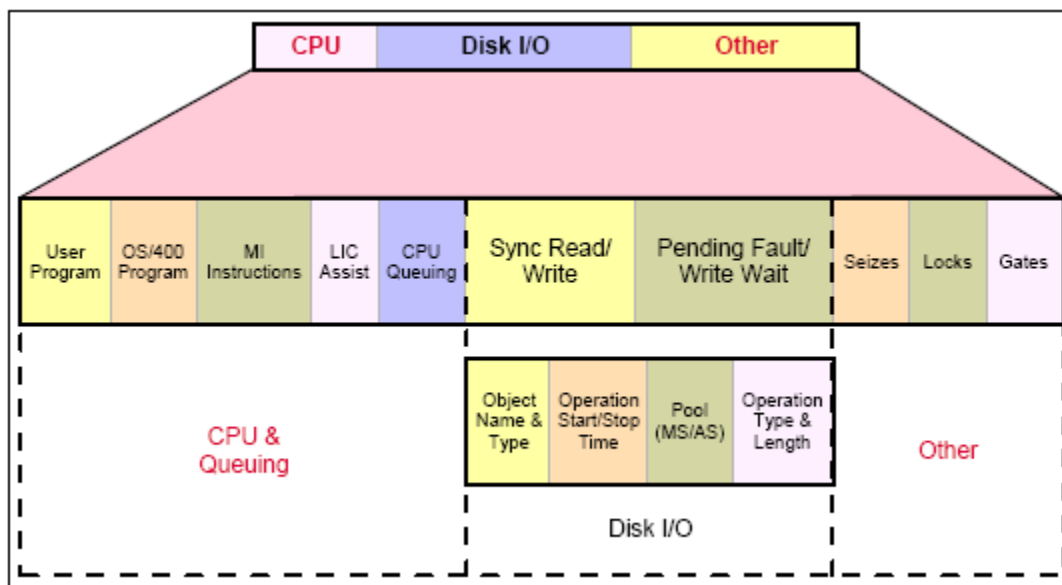 CPU
Disk I/O
Other
User
Program
OS/400
Program
MI
Instructions
LIC
Assist
CPU
Queuing
Sync Read/
Write
Pending Fault/
Write Wait
Seizes
Locks
Gates
Object
Name &
Type
Operation
Start/Stop
Time
Pool
(MS/AS)
Operation
Type &
Length
CPU &
Queuing
Other
Disk I/O